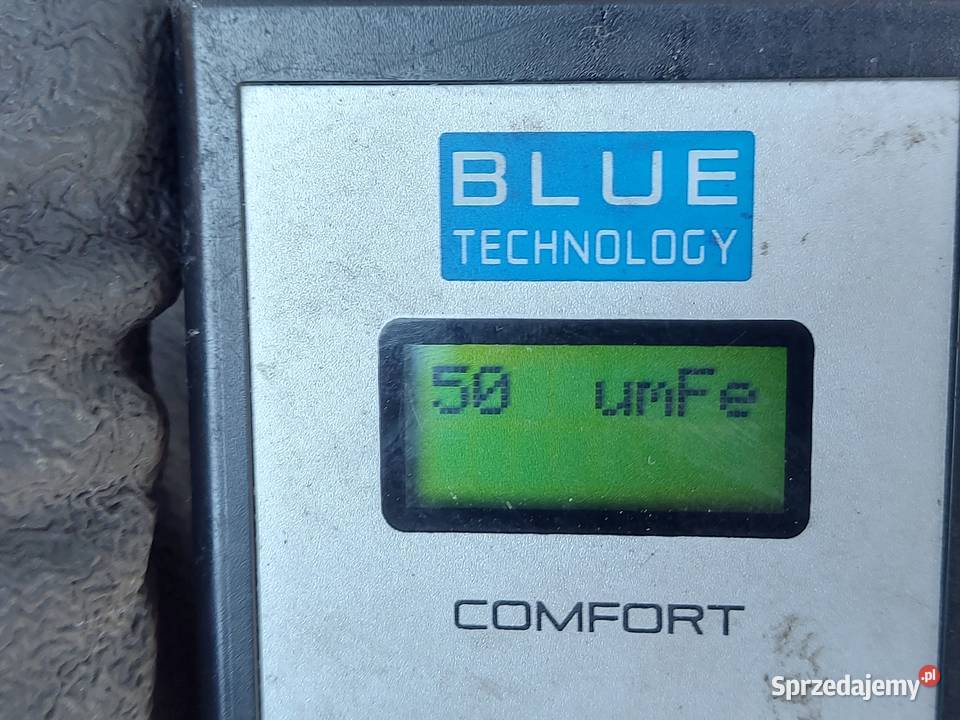 BLUE
TECHNOLOGY
50 umFe
COMFORT
Sprzedajemy.pl